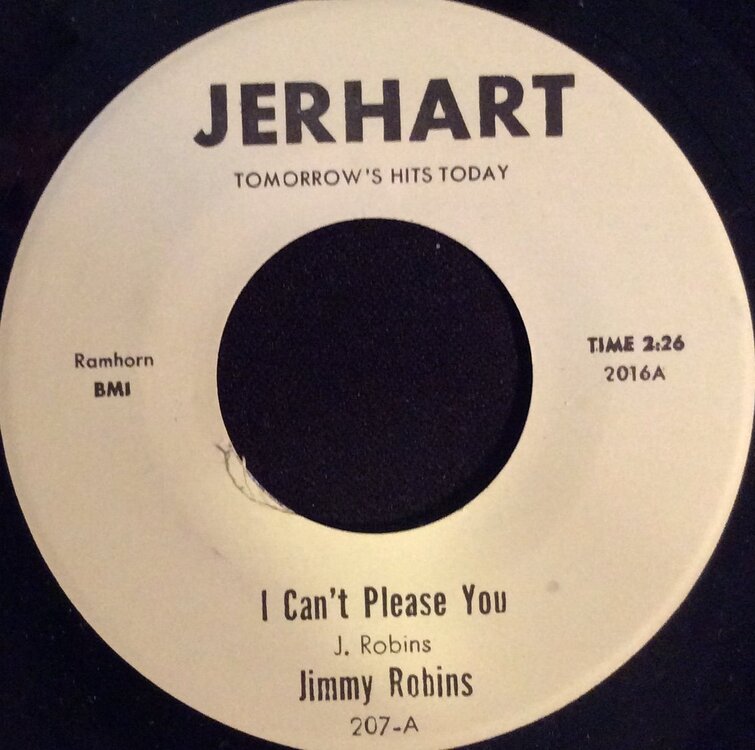 JERHART
TOMORROW'S HITS TODAY
Ramhorn
BMI
TIME 2:26
2016A
I Can't Please You
J. Robins
Jimmy Robins
207-A